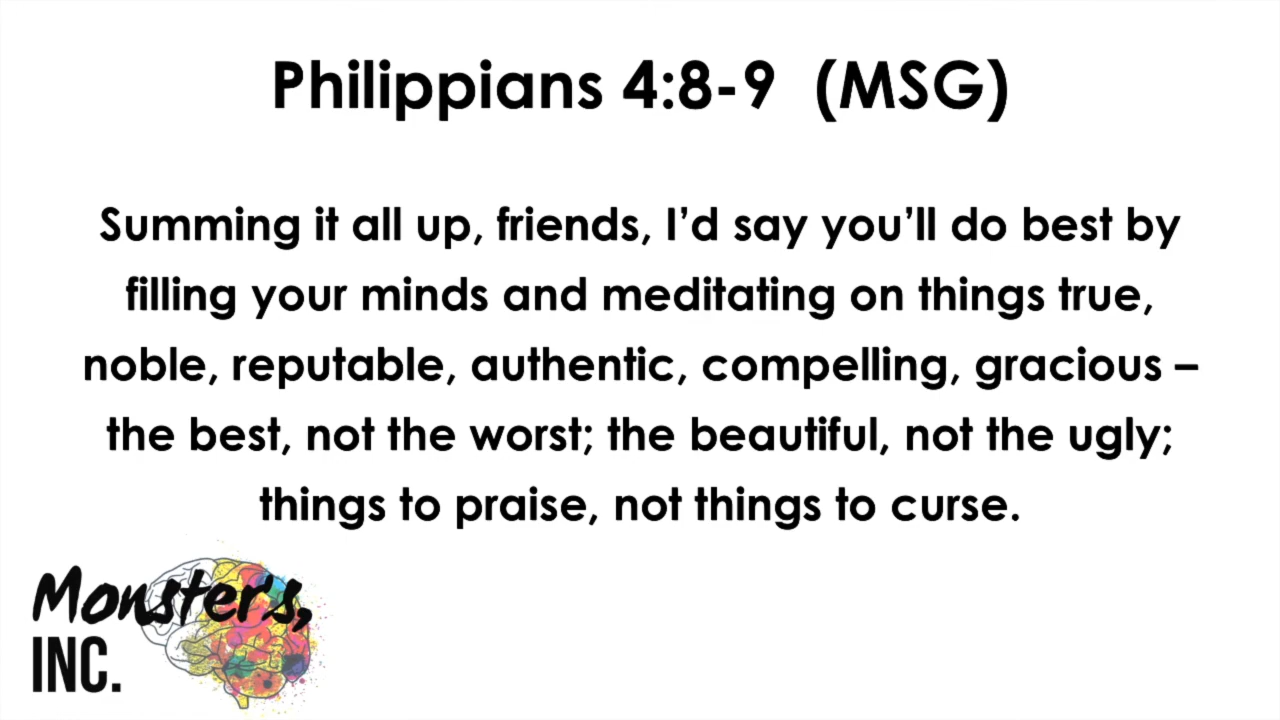 Philippians 4:8-9 (MSG)
Summing it all up, friends, I’d say you’ll do best by
filling your minds and meditating on things true,
noble, reputable, authentic, compelling, gracious –
the best, not the worst; the beautiful, not the ugly;
things to praise, not things to curse.
Monsters,
INC.